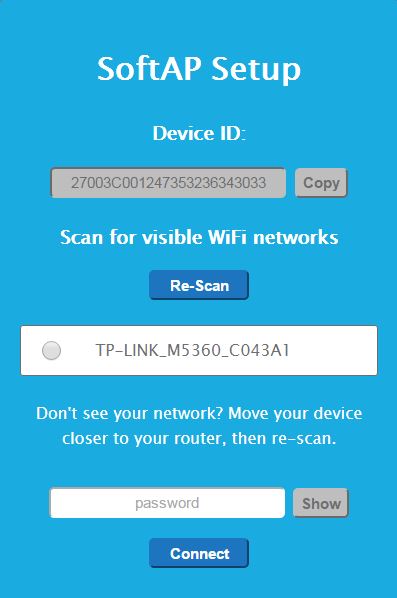 SoftAP Setup
Device ID:
27003C001247353236343033 Copy
Scan for visible WiFi networks
Re-Scan
TP-LINK_M5360_C043A1
Don't see your network? Move your device
closer to your router, then re-scan.
password Show
Connect